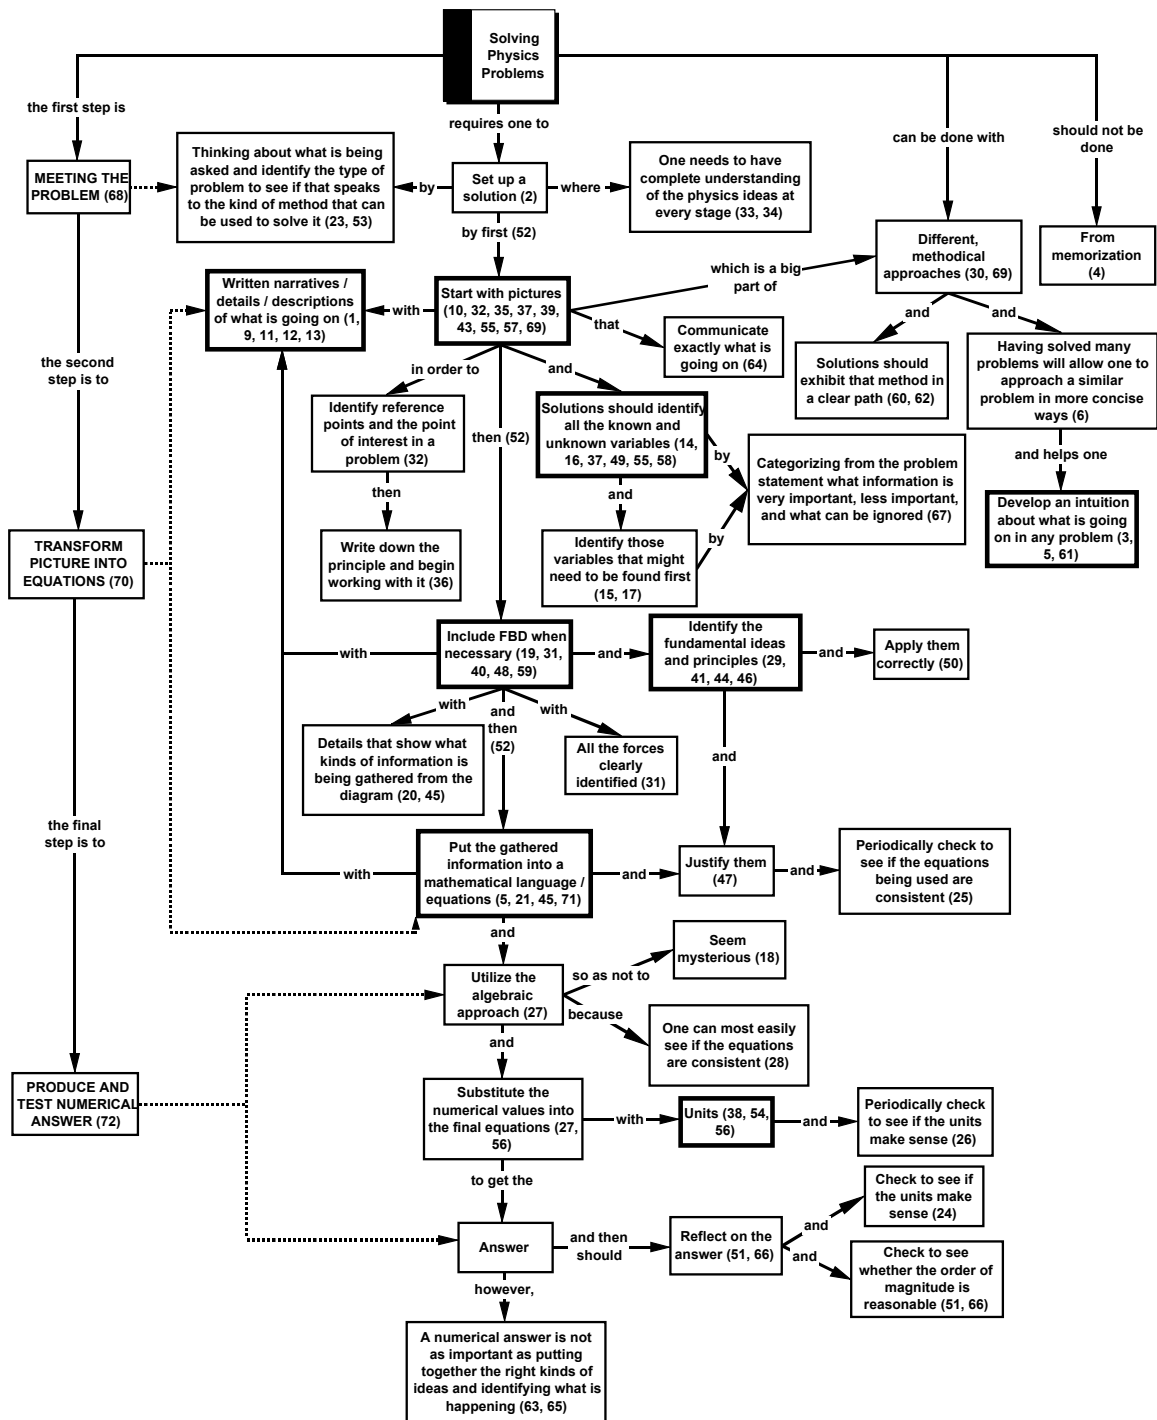 Solving
Physics
Problems
the first step is
requires one to
can be done with
should not be
done
MEETING THE
PROBLEM (68)
Thinking about what is being
asked and identify the type of
problem to see if that speaks
to the kind of method that can
be used to solve it (23, 53)
by
Set up a
solution (2)
where
One needs to have
complete understanding
of the physics ideas at
every stage (33, 34)
by first (52)
Different,
methodical
approaches (30, 69)
From
memorization
(4)
Written narratives /
details / descriptions
of what is going on (1,
9, 11, 12, 13)
with
Start with pictures
(10, 32, 35, 37, 39,
43, 55, 57, 69)
which is a big
part of
that
Communicate
exactly what is
going on (64)
and
and
Solutions should
exhibit that method in
a clear path (60, 62)
Having solved many
problems will allow one to
approach a similar
problem in more concise
ways (6)
the second
step is to
in order to
and
then (52)
Identify reference
points and the point
of interest in a
problem (32)
Solutions should identify
all the known and
unknown variables (14,
16, 37, 49, 55, 58)
by
Categorizing from the problem
statement what information is
very important, less important,
and what can be ignored (67)
and helps one
Develop an intuition
about what is going
on in any problem (3,
5, 61)
then
and
by
TRANSFORM
PICTURE INTO
EQUATIONS (70)
Write down the
principle and begin
working with it (36)
Identify those
variables that might
need to be found first
(15, 17)
with
Include FBD when
necessary (19, 31,
40, 48, 59)
and
Identify the
fundamental ideas
and principles (29,
41, 44, 46)
and
Apply them
correctly (50)
with
and
then
(52)
with
Details that show what
kinds of information is
being gathered from the
diagram (20, 45)
All the forces
clearly
identified (31)
and
the final
step is to
with
Put the gathered
information into a
mathematical language /
equations (5, 21, 45, 71)
and
Justify them
(47)
and
Periodically check to
see if the equations
being used are
consistent (25)
and
Utilize the
algebraic
approach (27)
so as not to
Seem
mysterious (18)
because
One can most easily
see if the equations
are consistent (28)
and
PRODUCE AND
TEST NUMERICAL
ANSWER (72)
Substitute the
numerical values into
the final equations (27,
56)
with
Units (38, 54,
56)
and
Periodically check
to see if the units
make sense (26)
to get the
Answer
and then
should
Reflect on the
answer (51, 66)
and
Check to see if
the units make
sense (24)
and
Check to see
whether the order of
magnitude is
reasonable (51, 66)
however,
A numerical answer is not
as important as putting
together the right kinds of
ideas and identifying what is
happening (63, 65)